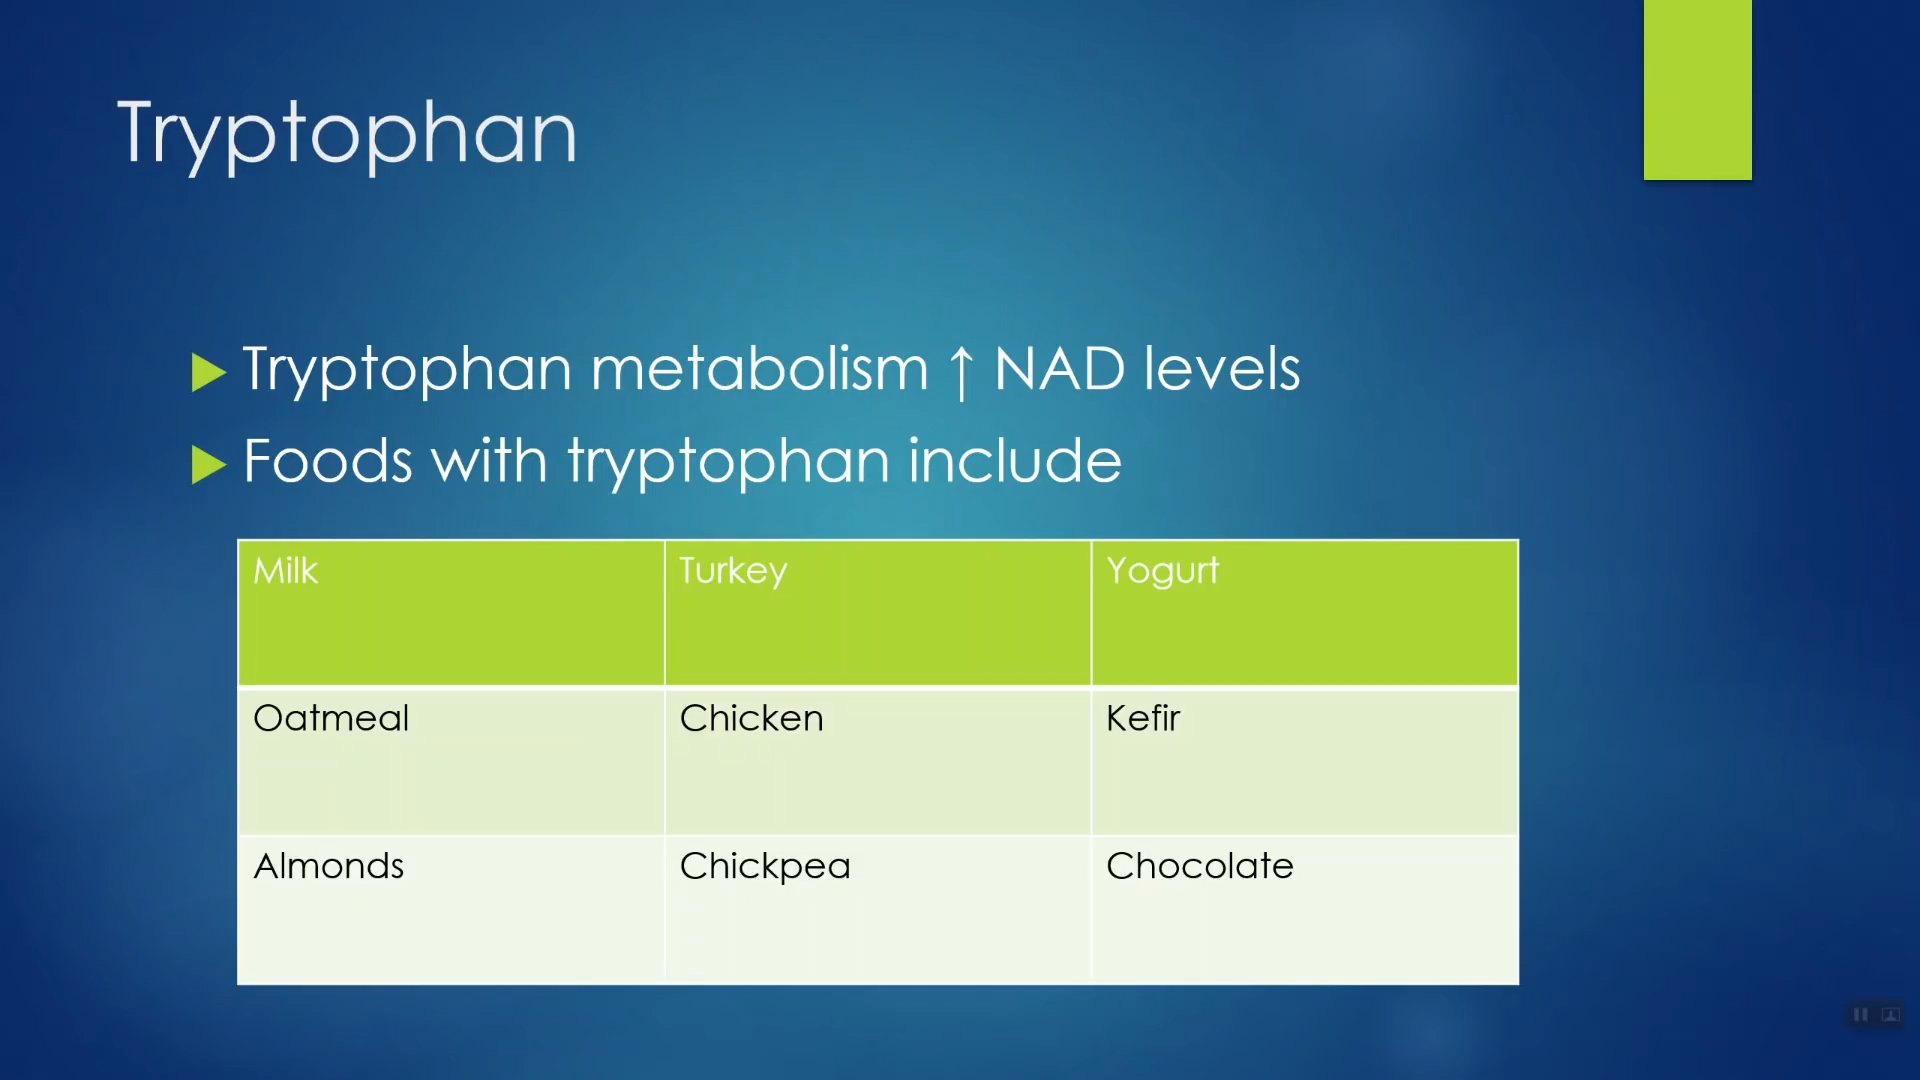 Tryptophan
Tryptophan metabolism ↑ NAD levels
Foods with tryptophan include
Milk Turkey Yogurt
Oatmeal Chicken Kefir
Almonds Chickpea Chocolate